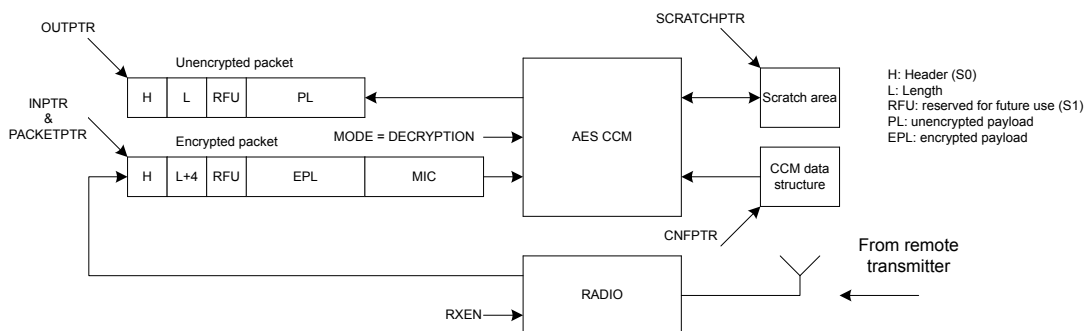 SCRATCHPTR
OUTPTR
Unencrypted packet
H L RFU PL
INPTR
&
PACKETPTR
Encrypted packet
H L+4 RFU EPL MIC
MODE = DECRYPTION
AES CCM
Scratch area
CCM data
structure
CNFPTR
H: Header (S0)
L: Length
RFU: reserved for future use (S1)
PL: unencrypted payload
EPL: encrypted payload
From remote
transmitter
RADIO
RXEN